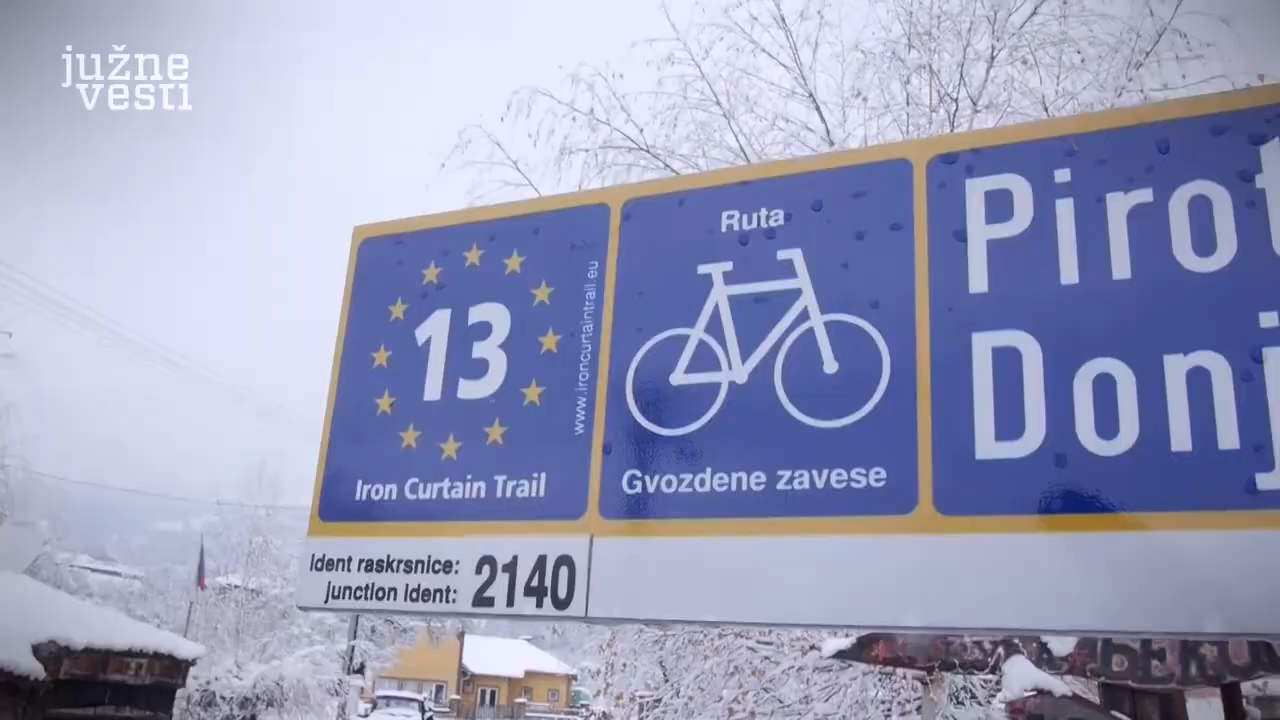 južne
vesti
13
www.ironcurtaintrail.eu
Iron Curtain Trail
Ruta
Gvozdene zavese
Pirot
Donj
ident raskrsnice:
junction ident:
2140